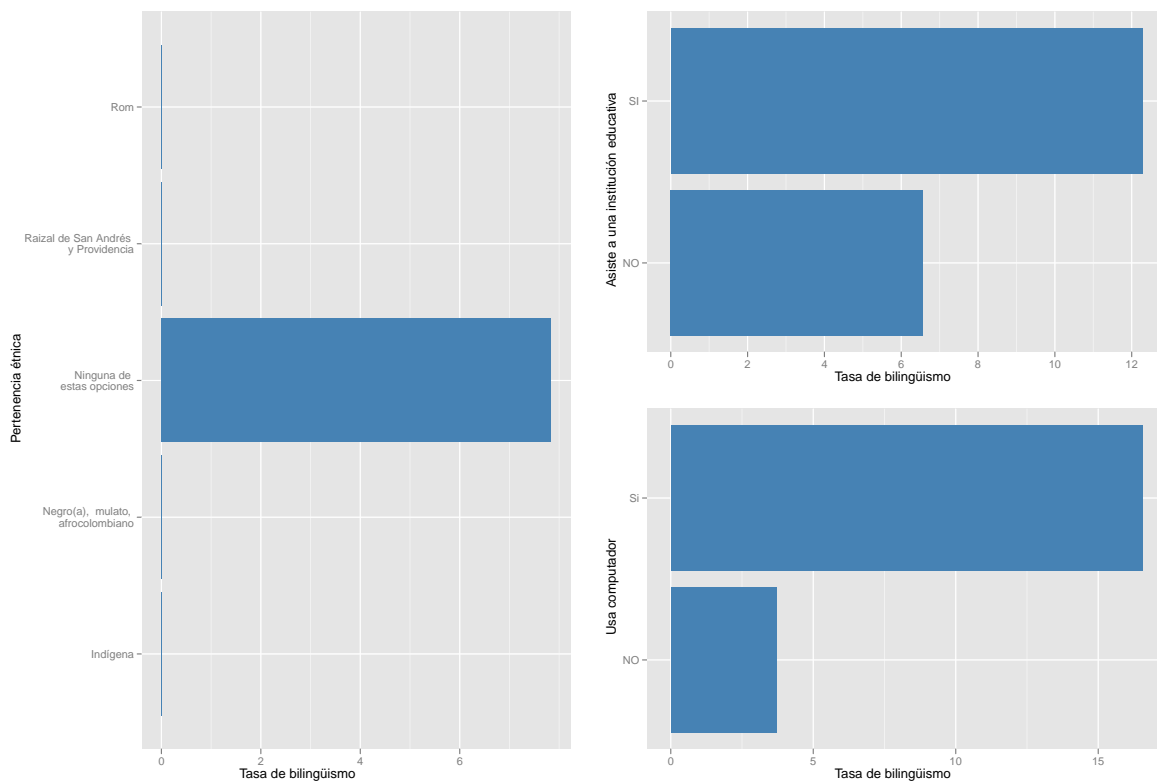 Pertenencia étnica
Rom
Raizal de San Andrés
y Providencia
Ninguna de
estas opciones
Negro(a),  mulato,
afrocolombiano
Indígena
0 2 4 6
Tasa de bilingüismo
Asiste a una institución educativa
SI
NO
0 2 4 6 8 10 12
Tasa de bilingüismo
Usa computador
Si
NO
0 5 10 15
Tasa de bilingüismo